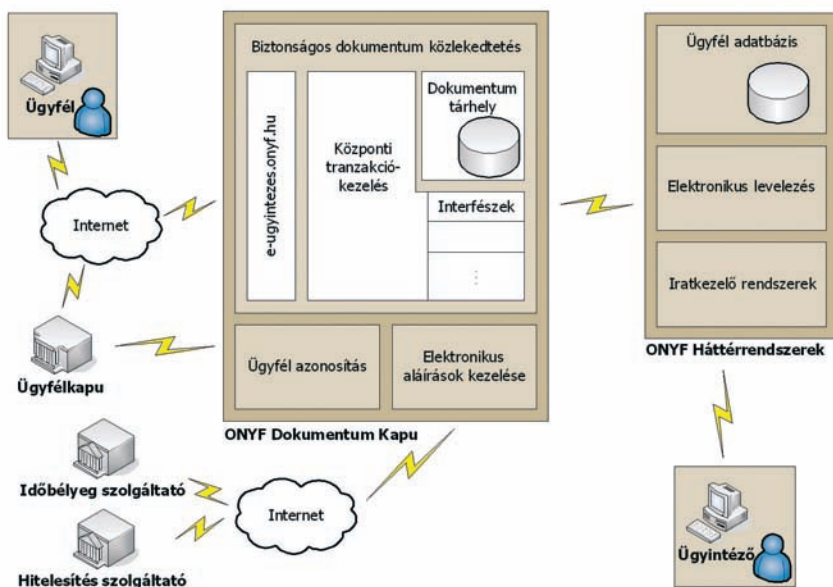 Ügyfél
Internet
Ügyfélkapu
Időbélyeg szolgáltató
Hitelesítés szolgáltató
Internet
Biztonságos dokumentum közlekedtetés
e-ugyintezes.onyf.hu
Központi
tranzakció-
kezelés
Dokumentum
tárhely
Interfészek
⋮
Ügyfél azonosítás
Elektronikus
aláírások kezelése
ONYF Dokumentum Kapu
Ügyfél adatbázis
Elektronikus levelezés
Iratkezelő rendszerek
ONYF Háttérrendszerek
Ügyintéző